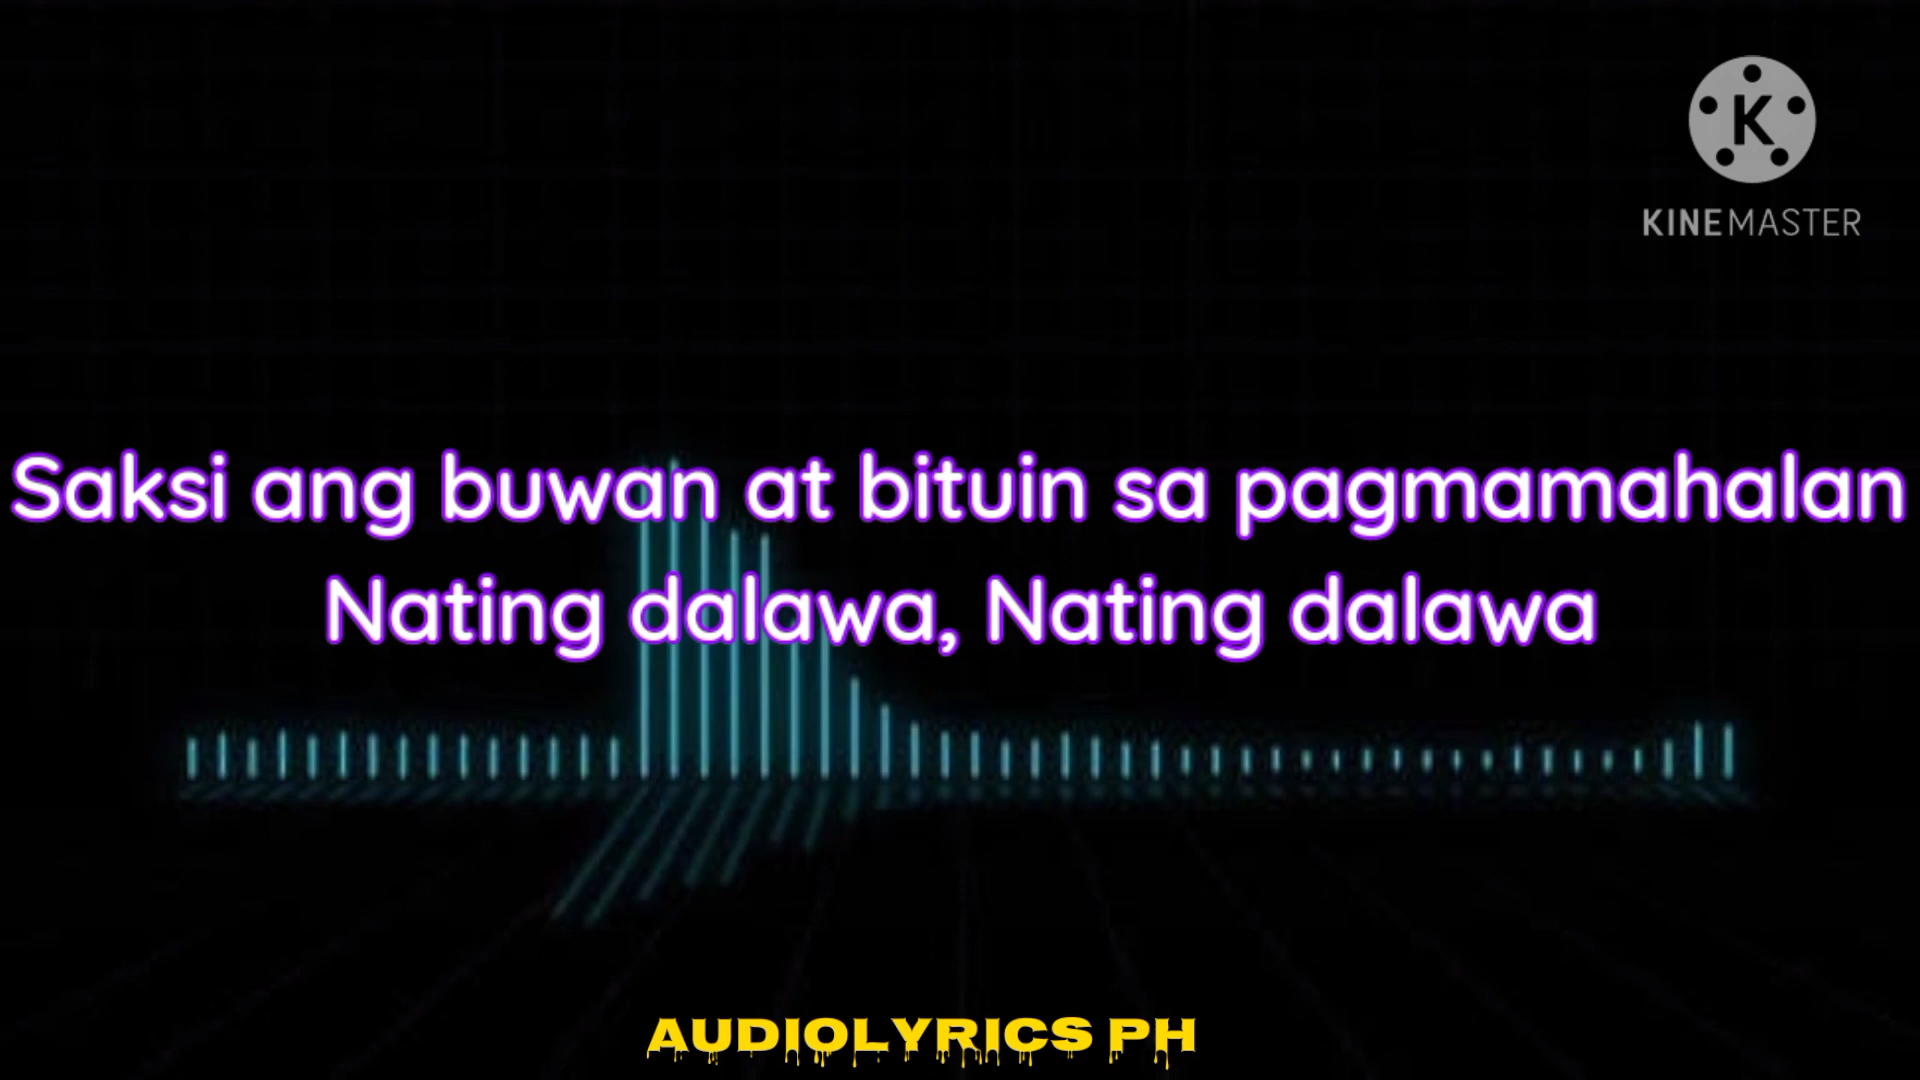 K
KINEMASTER
Saksi ang buwan at bituin sa pagmamahalan
Nating dalawa, Nating dalawa
AUDIOLYRICS PH